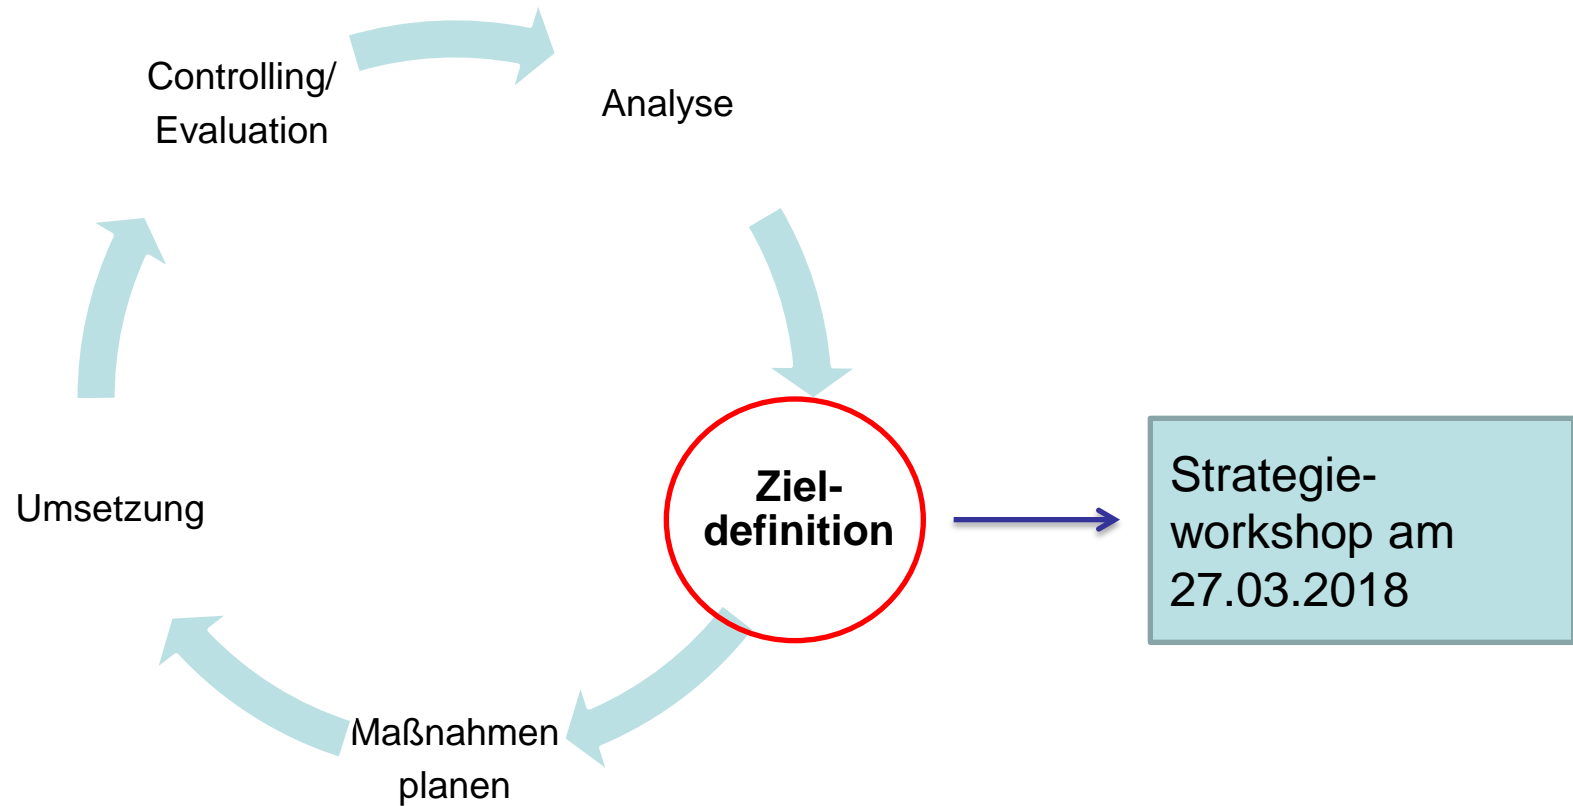 Controlling/
Evaluation
Analyse
Ziel-
definition
Strategie-
workshop am
27.03.2018
Umsetzung
Maßnahmen
planen